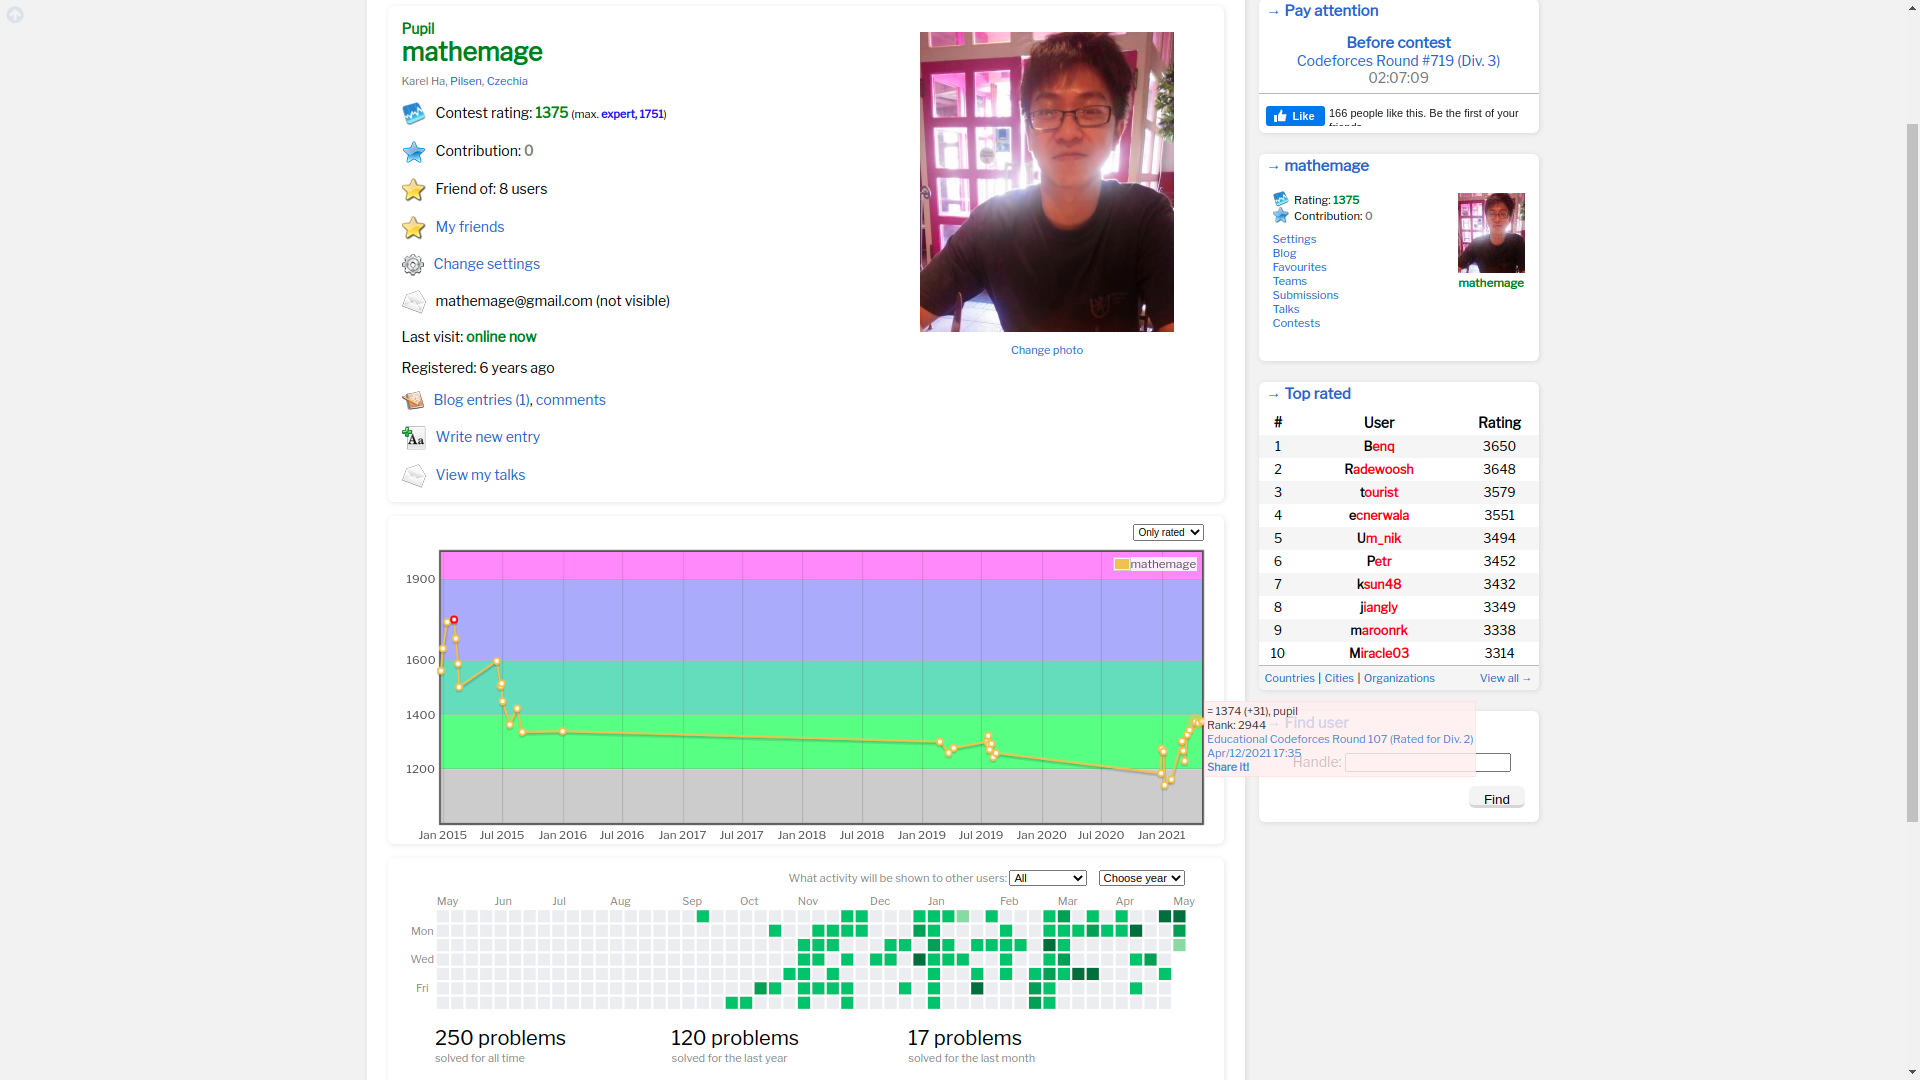 Pupil
mathemage
Karel Ha, Pilsen, Czechia
Contest rating: 1375 (max. expert, 1751)
Contribution: 0
Friend of: 8 users
My friends
Change settings
mathemage@gmail.com (not visible)
Last visit: online now
Registered: 6 years ago
Blog entries (1), comments
Write new entry
View my talks
Change photo
→ Pay attention
Before contest
Codeforces Round #719 (Div. 3)
02:07:09
Like
166 people like this. Be the first of your
→ mathemage
Rating: 1375
Contribution: 0
Settings
Blog
Favourites
Teams
Submissions
Talks
Contests
mathemage
→ Top rated
# User Rating
1 Benq 3650
2 Radewoosh 3648
3 tourist 3579
4 ecnerwala 3551
5 Um_nik 3494
6 Petr 3452
7 ksun48 3432
8 jiangly 3349
9 maroonrk 3338
10 Miracle03 3314
Countries | Cities | Organizations View all →
→ Find user
Handle:
Find
Only rated
mathemage
1900
1600
1400
1200
Jan 2015 Jul 2015 Jan 2016 Jul 2016 Jan 2017 Jul 2017 Jan 2018 Jul 2018 Jan 2019 Jul 2019 Jan 2020 Jul 2020 Jan 2021
= 1374 (+31), pupil
Rank: 2944
Educational Codeforces Round 107 (Rated for Div. 2)
Apr/12/2021 17:35
Share it!
What activity will be shown to other users: All Choose year
May Jun Jul Aug Sep Oct Nov Dec Jan Feb Mar Apr May
Mon
Wed
Fri
250 problems
solved for all time
120 problems
solved for the last year
17 problems
solved for the last month